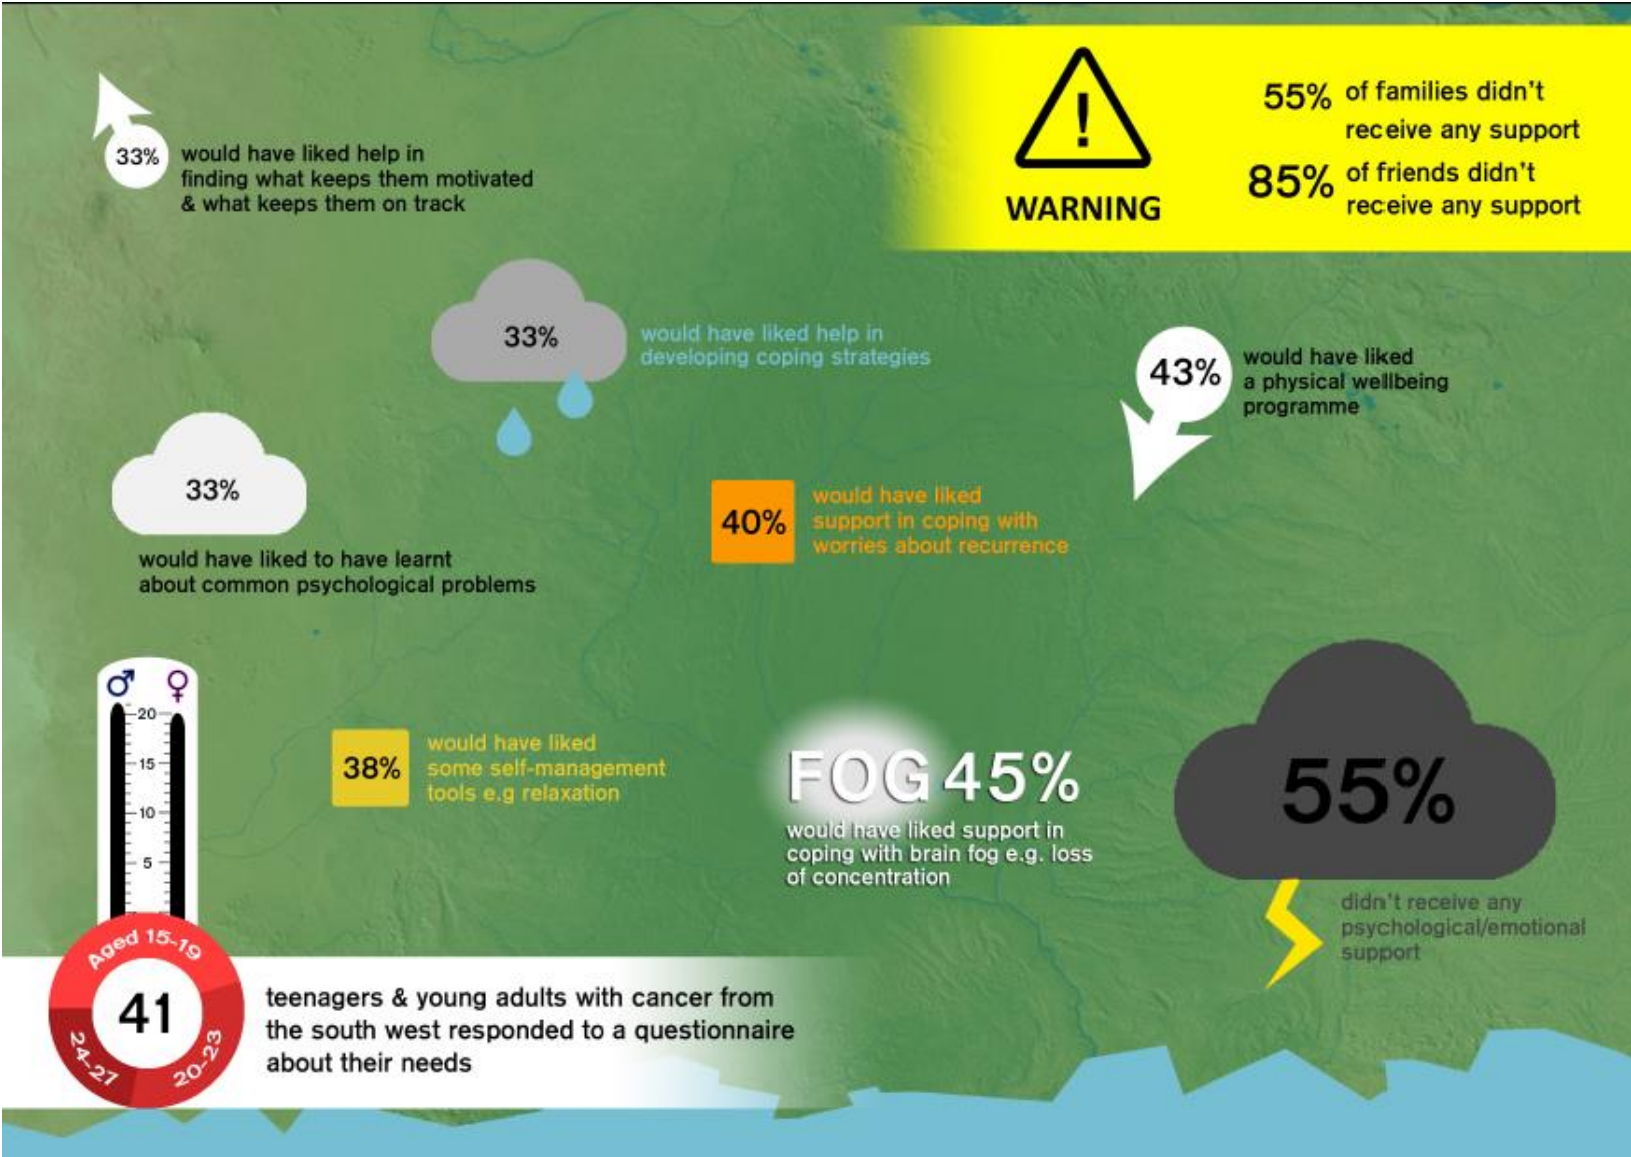 33%
would have liked help in
finding what keeps them motivated
& what keeps them on track
!
WARNING
55% of families didn't
receive any support
85% of friends didn't
receive any support
33%
would have liked help in
developing coping strategies
43%
would have liked
a physical wellbeing
programme
33%
would have liked to have learnt
about common psychological problems
40%
would have liked
support in coping with
worries about recurrence
♂ ♀
20
15
10
5
38%
would have liked
some self-management
tools e.g relaxation
FOG 45%
would have liked support in
coping with brain fog e.g. loss
of concentration
55%
didn't receive any
psychological/emotional
support
Aged 15-19
20-23
24-27
41
teenagers & young adults with cancer from
the south west responded to a questionnaire
about their needs